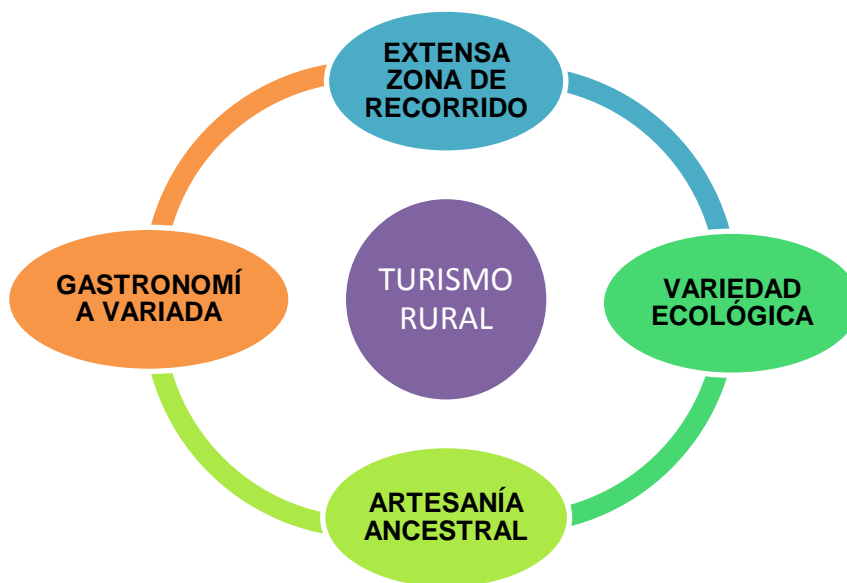 EXTENSA
ZONA DE
RECORRIDO
GASTRONOMÍ
A VARIADA
TURISMO
RURAL
VARIEDAD
ECOLÓGICA
ARTESANÍA
ANCESTRAL